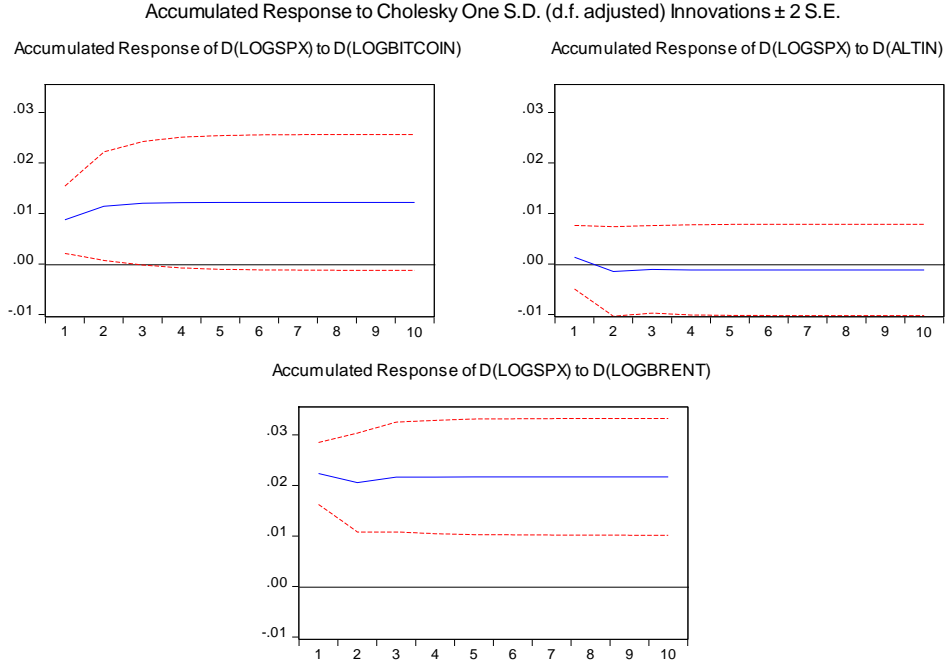 Accumulated Response to Cholesky One S.D. (d.f. adjusted) Innovations ± 2 S.E.
Accumulated Response of D(LOGSPX) to D(LOGBITCOIN)
.03
.02
.01
.00
-.01
1 2 3 4 5 6 7 8 9 10
Accumulated Response of D(LOGSPX) to D(ALTIN)
.03
.02
.01
.00
-.01
1 2 3 4 5 6 7 8 9 10
Accumulated Response of D(LOGSPX) to D(LOGBRENT)
.03
.02
.01
.00
-.01
1 2 3 4 5 6 7 8 9 10